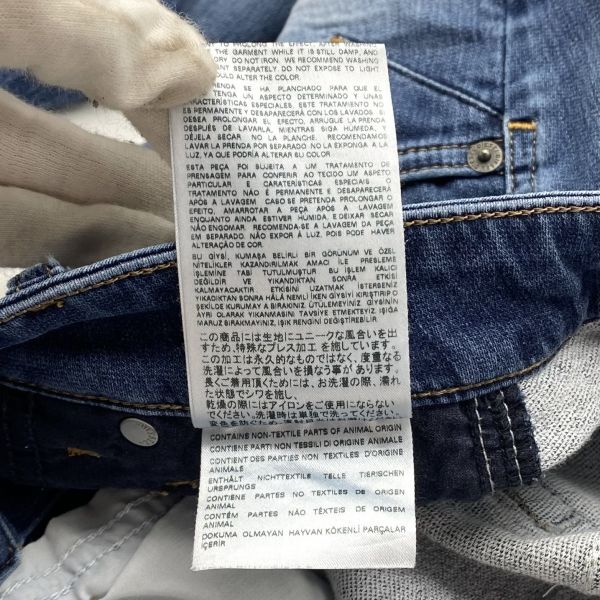 TO PROLONG THE EFFECT, AFTER WASHING
THE GARMENT WHILE IT IS STILL DAMP, AND
DRY DO NOT IRON. WE RECOMMEND WASHING
SEPARATELY DO NOT EXPOSE TO LIGHT,
ALTER THE COLOR.
PRENDA SE HA PLANCHADO PARA QUE EL
TENGA UN ASPECTO DETERMINADO Y UNAS
CARACTERÍSTICAS ESPECIALES. ESTE TRATAMIENTO NO
ES PERMANENTE Y DESAPARECERÁ CON LOS LAVADOS. SI
DESEA PROLONGAR EL EFECTO, ARRUGUE LA PRENDA
DESPUÉS DE LAVARLA, MIENTRAS SIGA HÚMEDA, Y
DÉJELA SECAR NO LA PLANCHE. RECOMENDAMOS
LAVAR LA PRENDA POR SEPARADO. NO LA EXPONGA A LA
LUZ, YA QUE PODRÍA ALTERAR SU COLOR
ESTA PEÇA FOI SUJEITA A UM TRATAMENTO DE
PRENSAGEM PARA CONFERIR AO TECIDO UM ASPETO
PARTICULAR E CARATERÍSTICAS ESPECIAIS O
TRATAMENTO NÃO É PERMANENTE E DESAPARECERÁ
APÓS A LAVAGEM CASO SE PRETENDA PROLONGAR O
EFEITO, AMARROTAR A PEÇA APÓS A LAVAGEM
ENQUANTO AINDA ESTIVER HUMIDA, E DEIXAR SECAR
NÃO ENGOMAR. RECOMENDA-SE A LAVAGEM DA PEÇA
EM SEPARADO. NÃO EXPOR À LUZ, POIS PODE HAVER
ALTERAÇÃO DE COR.
BU GİYSİ, KUMAŞA BELİRLİ BİR GÖRÜNÜM VE ÖZEL
NİTELİKLER KAZANDIRILMAK AMACI İLE PRESLEME
İŞLEMİNE TABİ TUTULMUŞTUR BU İŞLEM KALICI
DEĞİLDİR VE YIKANDIKTAN SONRA ETKİSİ
KALMAYACAKTIR ETKİSİNİ UZATMAK İSTERSENİZ
YIKADIKTAN SONRA HÂLÂ NEMLİ İKEN GİYSİYİ KIRIŞTIRIP O
ŞEKİLDE KURUMAY A BIRAKINIZ. ÜTÜLEMEYİNİZ GİYSİNİN
AYRI OLARAK YIKANMASINI TAVSİYE ETMEKTEYİZ. IŞIĞA
MARUZ BIRAKMAYINIZ, IŞIK RENGİNİ DEĞİŞTİREBİLİR
この商品には生地にユニークな風合いを出
すため,特殊なプレス加工 を施しています。
この加工は永久的なものではなく、度重なる
洗濯によって風合いを損なう事が あります。
長くご着用頂くためには、お洗濯の際、濡れ
た状態でシワを施し、
乾燥の際にはアイロンをご使用にならない
でください。洗濯時は単独で洗ってください。
CONTAINS NON-TEXTILE PARTS OF ANIMAL ORIGIN
CONTIENE PARTI NON TESSILI DI ORIGINE ANIMALE
CONTIENT DES PARTIES NON TEXTILES D'ORIGINE
ANIMALE
ENTHÄLT NICHTTEXTILE TEILE TIERISCHEN
URSPRUNGS
CONTIENE PARTES NO TEXTILES DE ORIGEN
ANIMAL
CONTÉM PARTES NÃO TÊXTEIS DE ORIGEM
ANIMAL
DOKUMA OLMAYAN HAYVAN KÖKENLİ PARÇALAR
İÇERİR